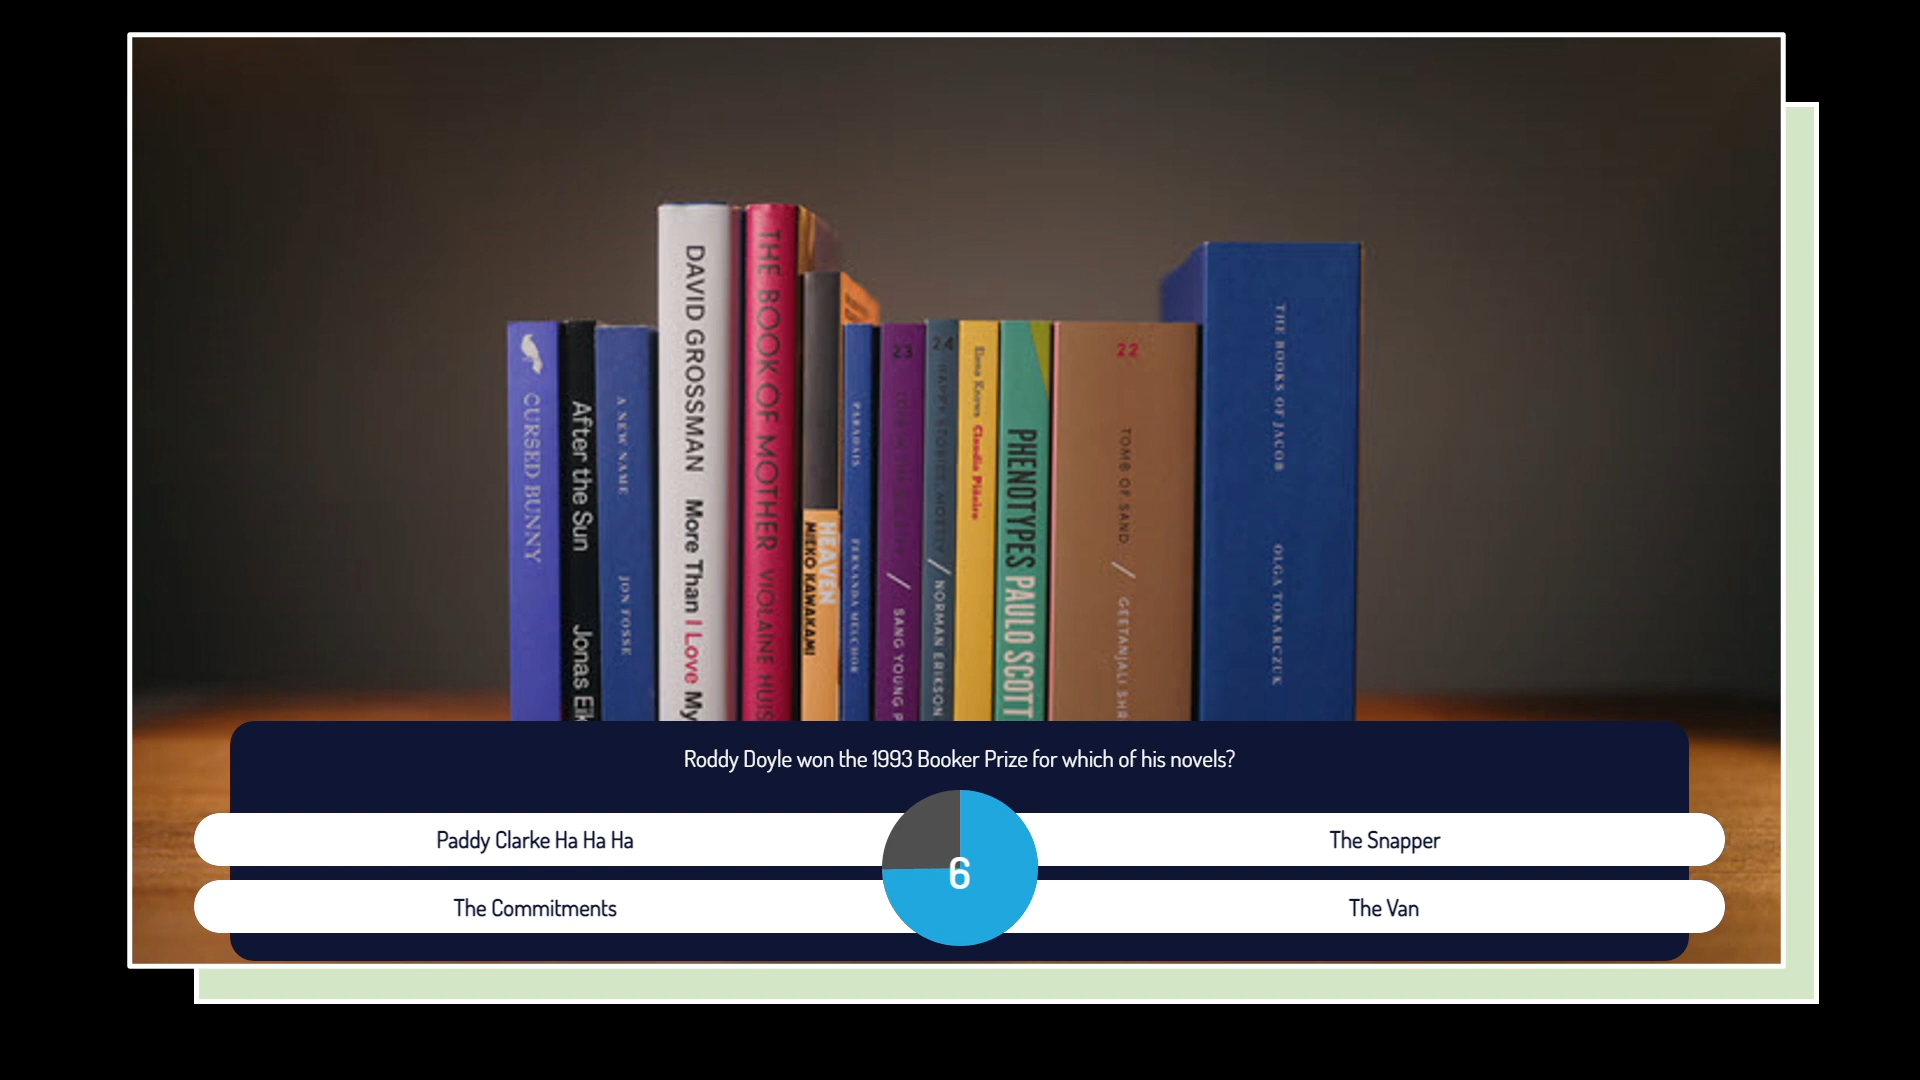 CURSED BUNNY
After the Sun Jonas Eik
A NEW NAME JON FOSSE
DAVID GROSSMAN More Than I Love My
THE BOOK OF MOTHER VIOLAINE HUIS
HEAVEN
MIEKO KAWAKAMI
PARADAIS FERNANDA MELCHOR
23 / SANG YOUNG P
24 HAPPY STORIES, MOSTLY / NORMAN ERIKSON
Elena Knows Claudia Piñeiro
PHENOTYPES PAULO SCOTT
22 TOMB OF SAND / GEETANJALI SHR
THE BOOKS OF JACOB OLGA TOKARCZUK
Roddy Doyle won the 1993 Booker Prize for which of his novels?
Paddy Clarke Ha Ha Ha
The Snapper
6
The Commitments
The Van